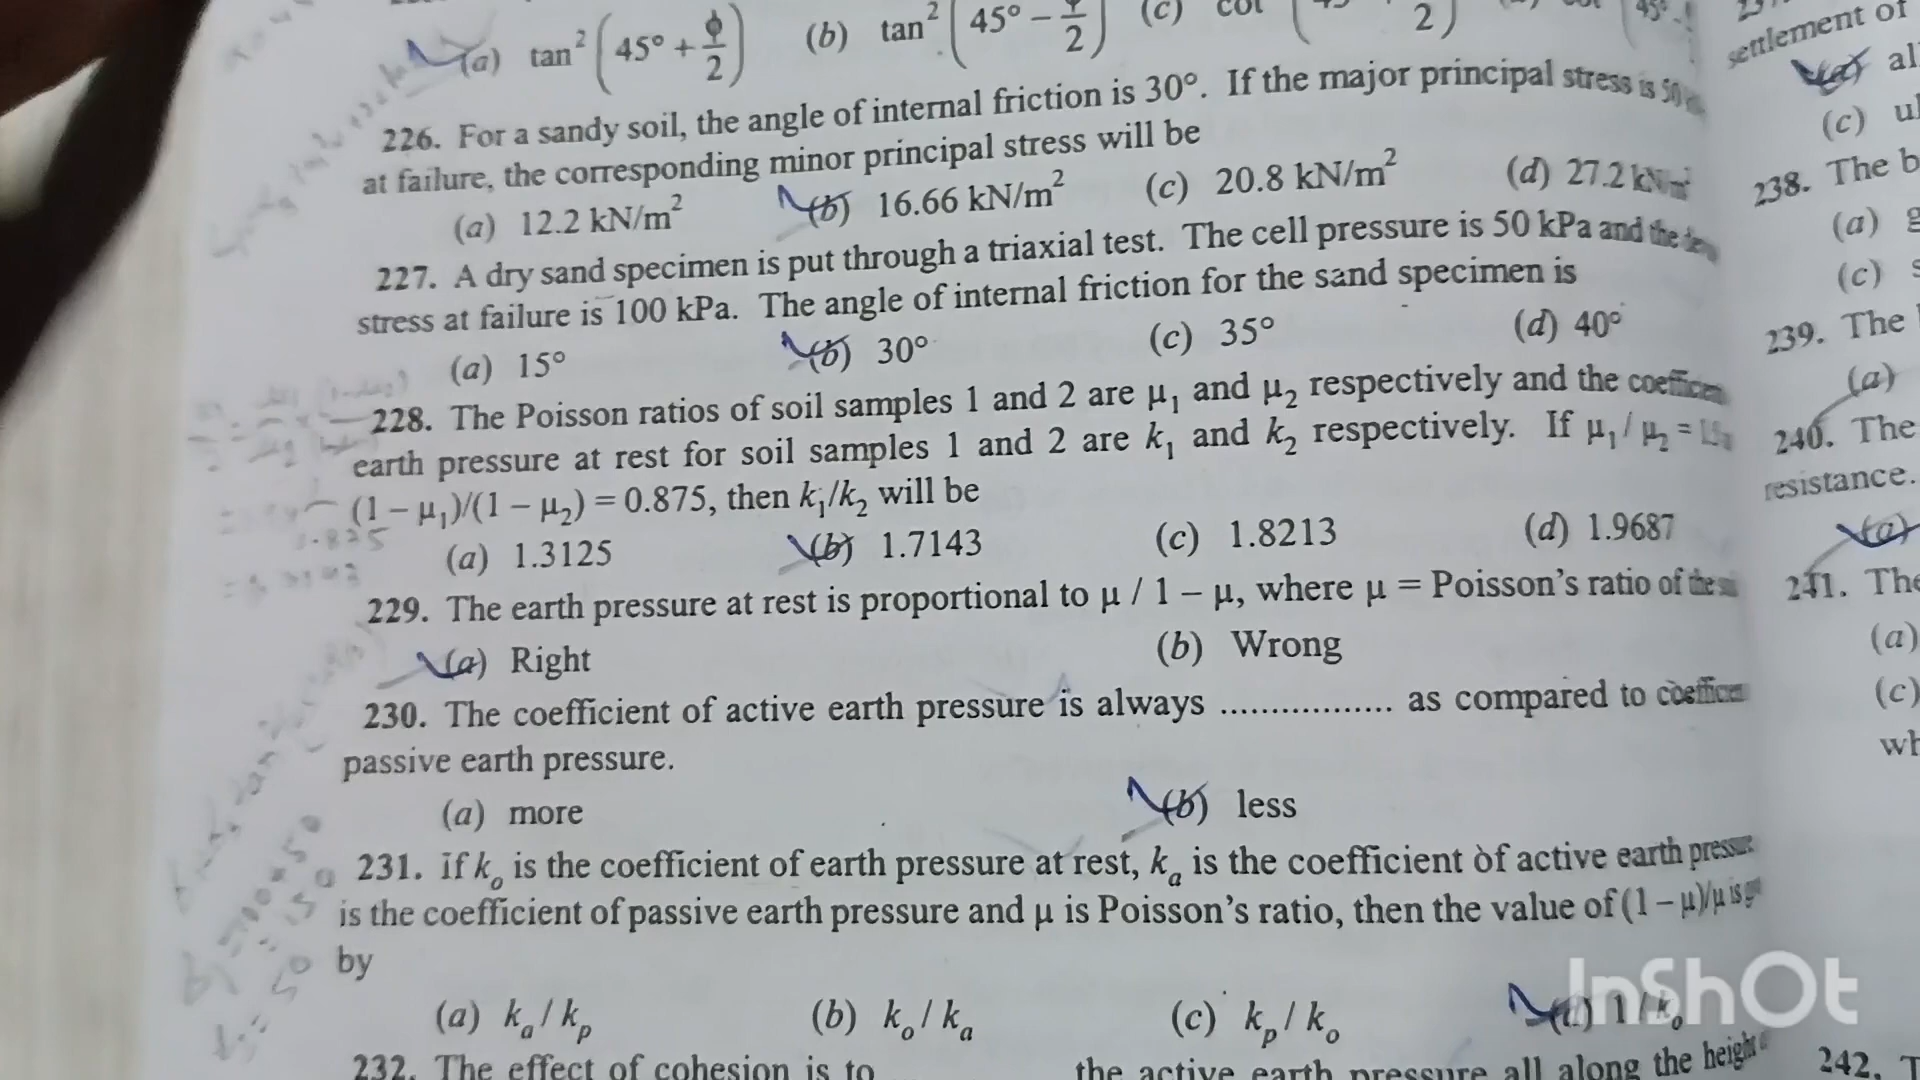 (a) tan² (45° + ϕ/2) (b) tan² (45° − /2) (c)
226. For a sandy soil, the angle of internal friction is 30°. If the major principal stress is 50
at failure, the corresponding minor principal stress will be
(a) 12.2 kN/m² (b) 16.66 kN/m² (c) 20.8 kN/m² (d) 27.2
227. A dry sand specimen is put through a triaxial test. The cell pressure is 50 kPa and the
stress at failure is 100 kPa. The angle of internal friction for the sand specimen is
(a) 15° (b) 30° (c) 35° (d) 40°
228. The Poisson ratios of soil samples 1 and 2 are μ₁ and μ₂ respectively and the
earth pressure at rest for soil samples 1 and 2 are k₁ and k₂ respectively. If μ₁ / μ₂ =
(1 − μ₁)/(1 − μ₂) = 0.875, then k₁/k₂ will be
(a) 1.3125 (b) 1.7143 (c) 1.8213 (d) 1.9687
229. The earth pressure at rest is proportional to μ / 1 − μ, where μ = Poisson's ratio of
(a) Right (b) Wrong
230. The coefficient of active earth pressure is always ................. as compared to
passive earth pressure.
(a) more (b) less
231. if kₒ is the coefficient of earth pressure at rest, kₐ is the coefficient of active earth
is the coefficient of passive earth pressure and μ is Poisson's ratio, then the value of (1 − μ)/μ is
by
(a) kₐ / kₚ (b) kₒ / kₐ (c) kₚ / kₒ 1 / kₒ
232. The effect of cohesion is to the active earth pressure all along the height
settlement of
(c)
238. The
(a)
(c)
239. The
(a)
240. The
resistance.
(a)
241. The
(a)
(c)
242.
InShOt